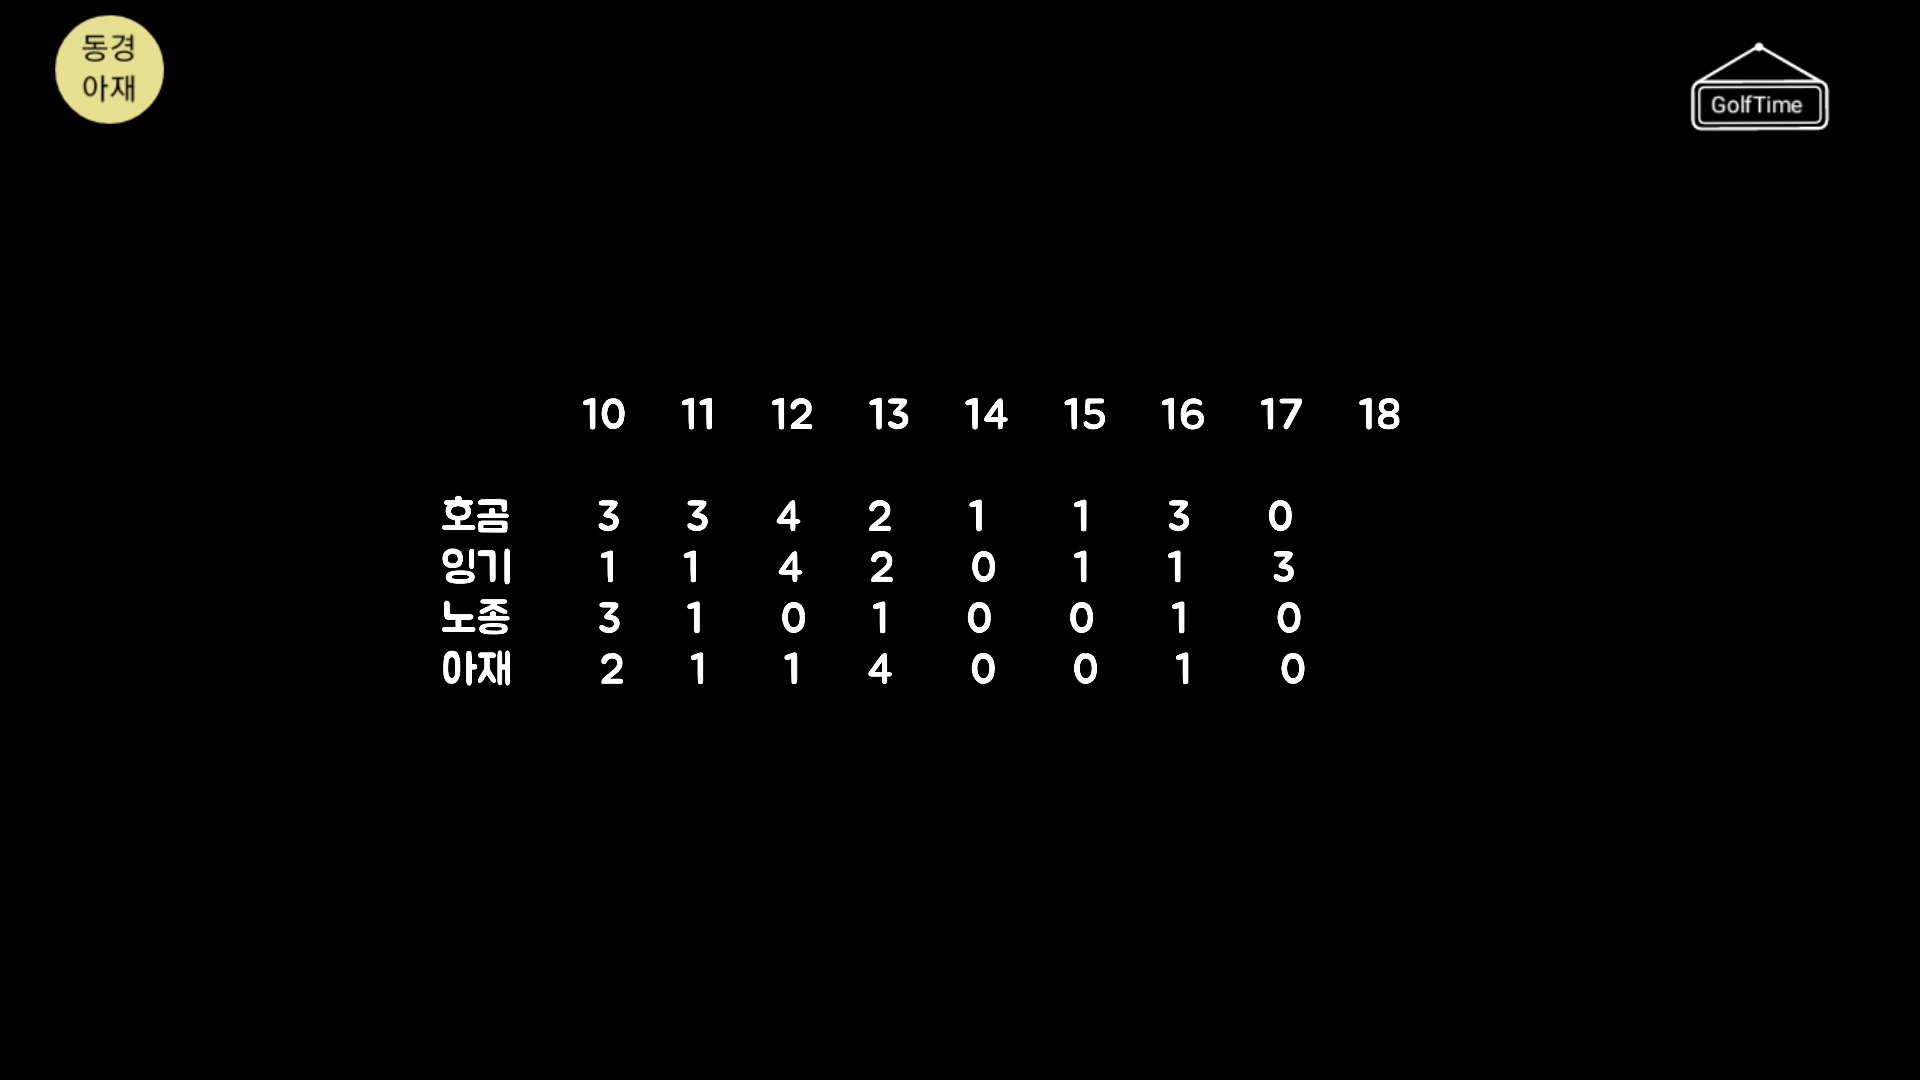 동경
아재
GolfTime
10 11 12 13 14 15 16 17 18
호곰 3 3 4 2 1 1 3 0
잉기 1 1 4 2 0 1 1 3
노종 3 1 0 1 0 0 1 0
아재 2 1 1 4 0 0 1 0